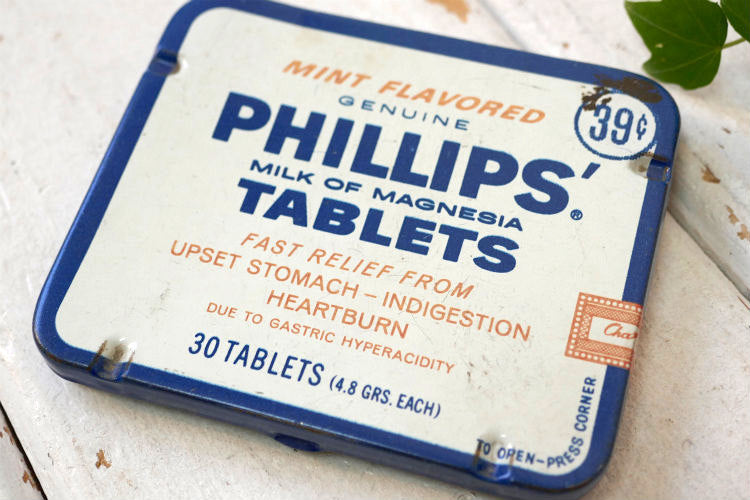 MINT FLAVORED
39¢
GENUINE
PHILLIPS'®
MILK OF MAGNESIA
TABLETS
FAST RELIEF FROM
UPSET STOMACH – INDIGESTION
HEARTBURN
DUE TO GASTRIC HYPERACIDITY
30 TABLETS (4.8 GRS. EACH)
TO OPEN-PRESS CORNER